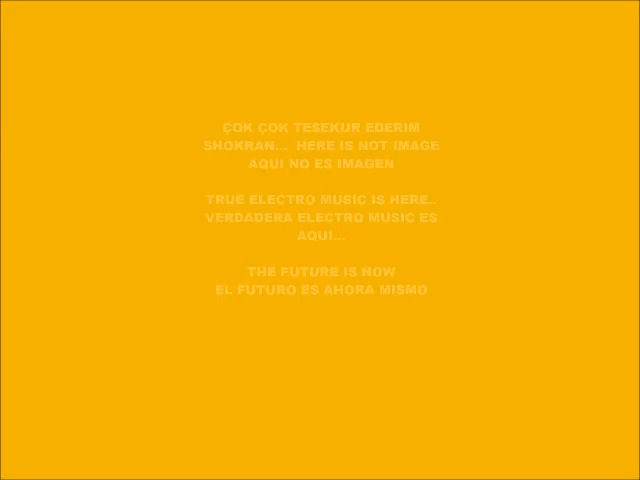 ÇOK ÇOK TESEKUR EDERIM
SHOKRAN... HERE IS NOT IMAGE
AQUI NO ES IMAGEN
TRUE ELECTRO MUSIC IS HERE..
VERDADERA ELECTRO MUSIC ES
AQUI...
THE FUTURE IS NOW
EL FUTURO ES AHORA MISMO